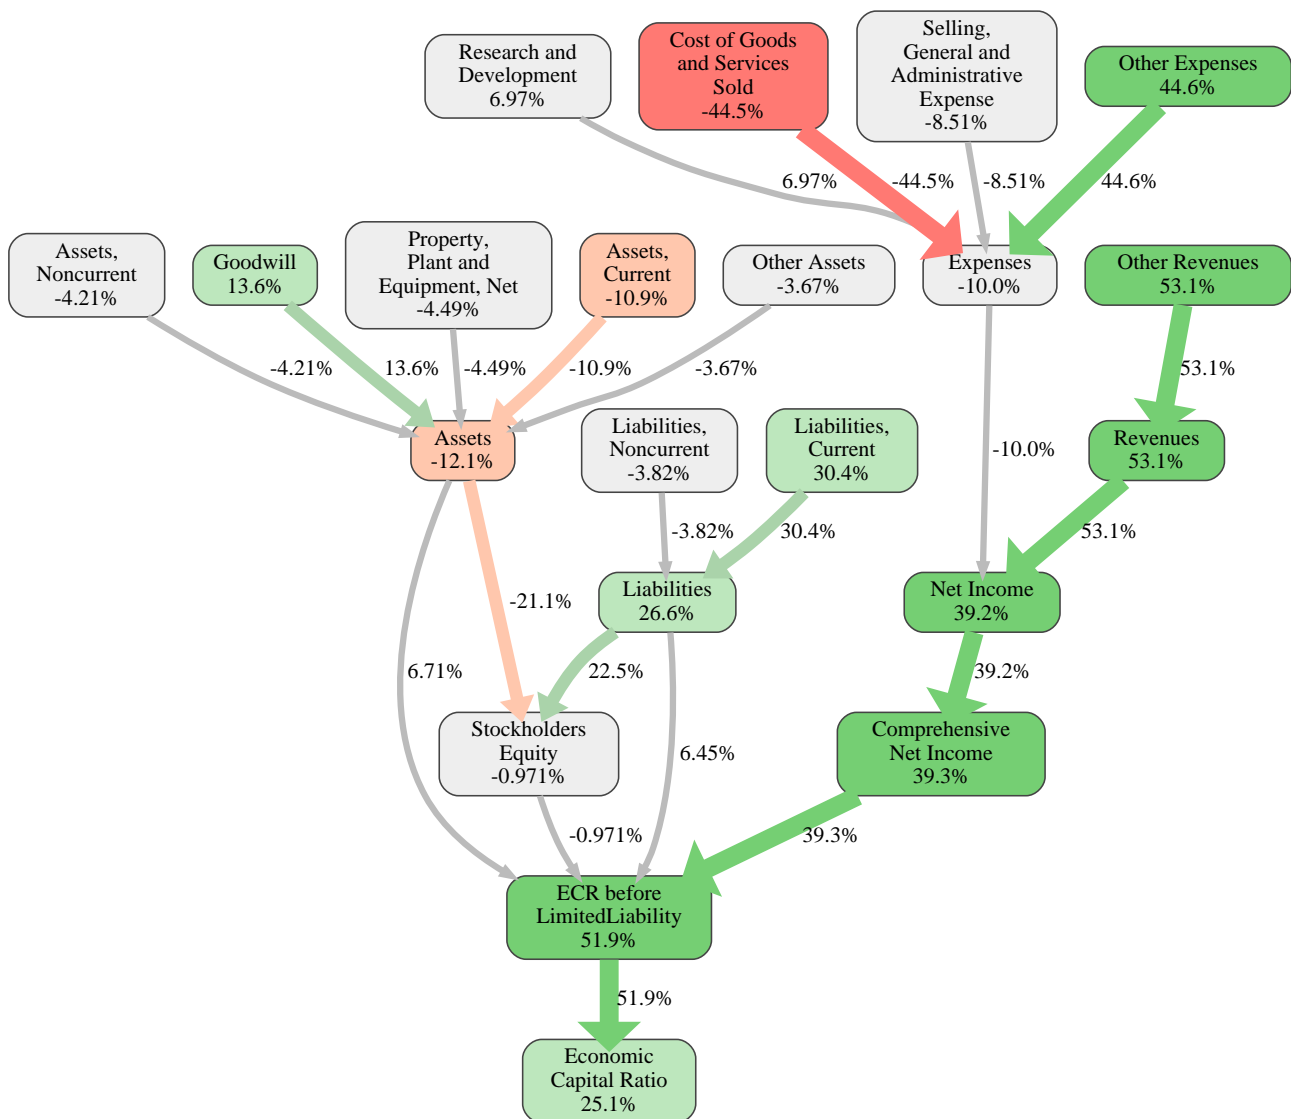 Research and
Development
6.97%
Cost of Goods
and Services
Sold
-44.5%
Selling,
General and
Administrative
Expense
-8.51%
Other Expenses
44.6%
6.97%
-44.5%
-8.51%
44.6%
Assets,
Noncurrent
-4.21%
Goodwill
13.6%
Property,
Plant and
Equipment, Net
-4.49%
Assets,
Current
-10.9%
Other Assets
-3.67%
Expenses
-10.0%
Other Revenues
53.1%
-4.21%
13.6%
-4.49%
-10.9%
-3.67%
53.1%
Assets
-12.1%
Liabilities,
Noncurrent
-3.82%
Liabilities,
Current
30.4%
-10.0%
Revenues
53.1%
-3.82%
30.4%
53.1%
-21.1%
Liabilities
26.6%
Net Income
39.2%
6.71%
22.5%
39.2%
Stockholders
Equity
-0.971%
6.45%
Comprehensive
Net Income
39.3%
-0.971%
39.3%
ECR before
LimitedLiability
51.9%
51.9%
Economic
Capital Ratio
25.1%